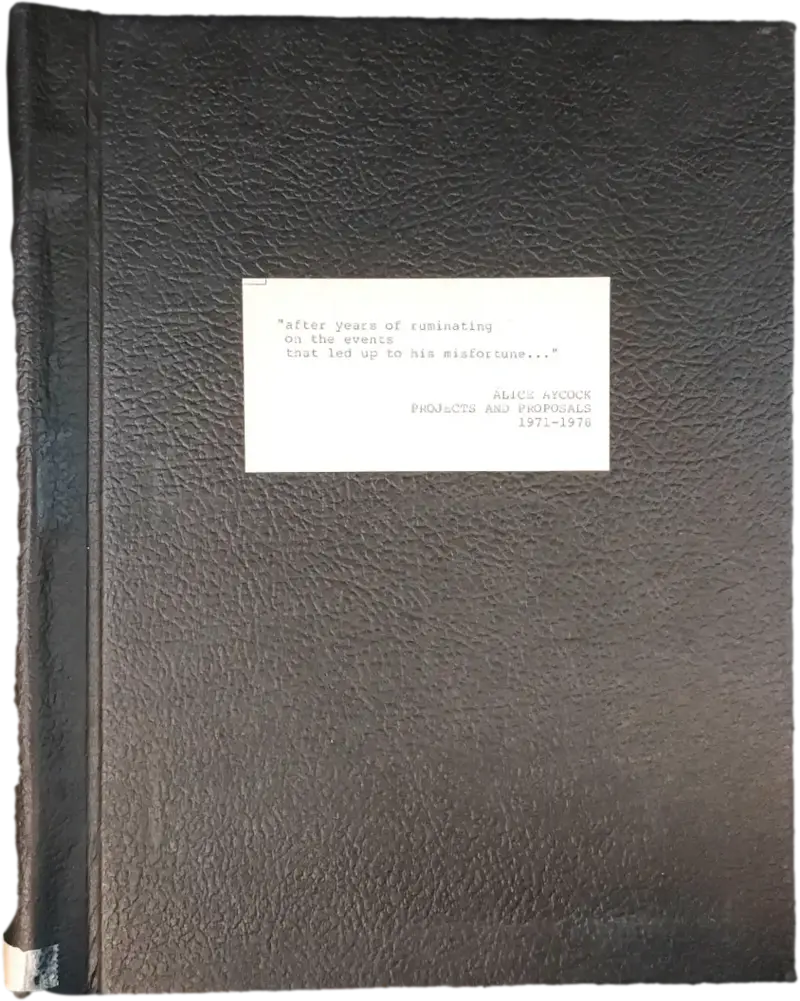 "after years of ruminating
on the events
that led up to his misfortune..."
ALICE AYCOCK
PROJECTS AND PROPOSALS
1971-1978